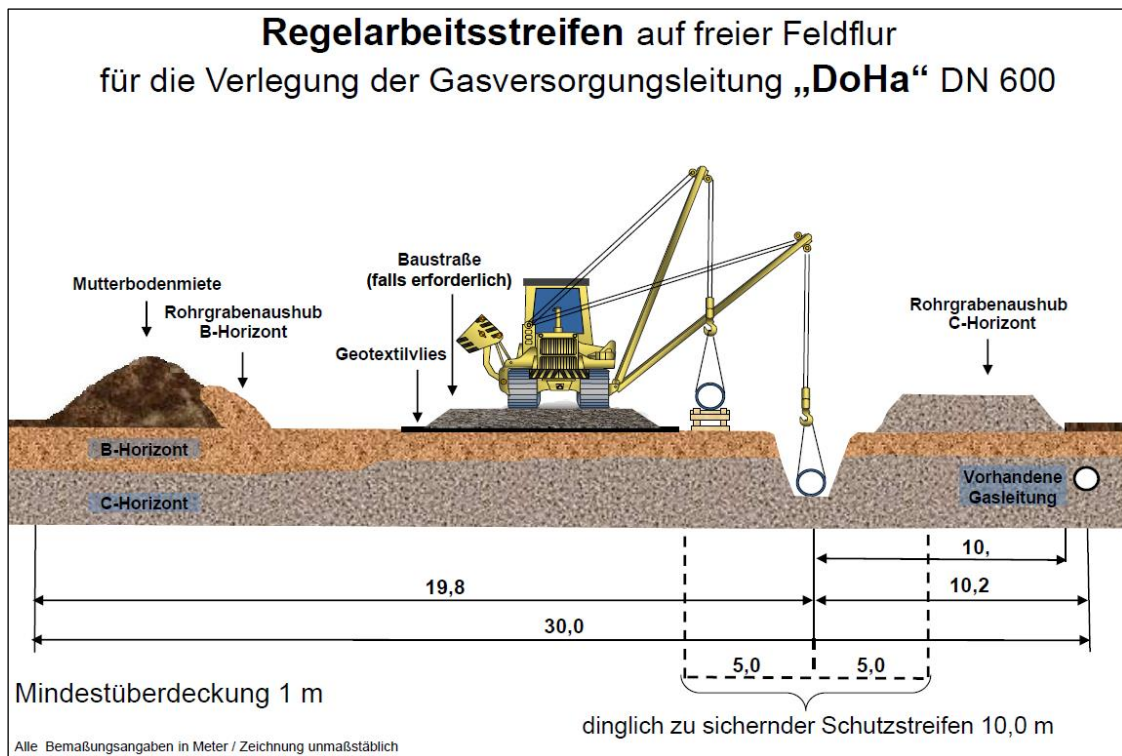 Regelarbeitsstreifen auf freier Feldflur
für die Verlegung der Gasversorgungsleitung „DoHa“ DN 600
Mutterbodenmiete
Rohrgrabenaushub
B-Horizont
Geotextilvlies
Baustraße
(falls erforderlich)
Rohrgrabenaushub
C-Horizont
B-Horizont
C-Horizont
Vorhandene
Gasleitung
10,
19,8
10,2
30,0
5,0
5,0
Mindestüberdeckung 1 m
dinglich zu sichernder Schutzstreifen 10,0 m
Alle Bemaßungsangaben in Meter / Zeichnung unmaßstäblich